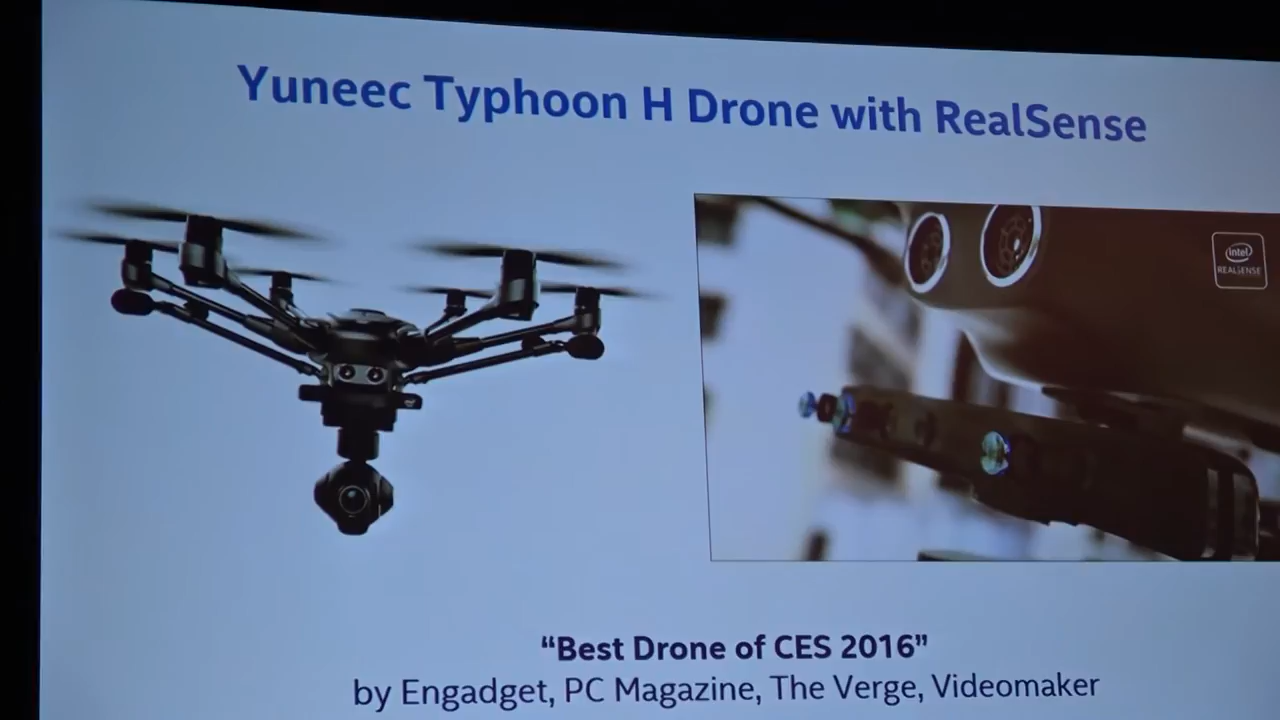 Yuneec Typhoon H Drone with RealSense
intel
REALSENSE
“Best Drone of CES 2016”
by Engadget, PC Magazine, The Verge, Videomaker